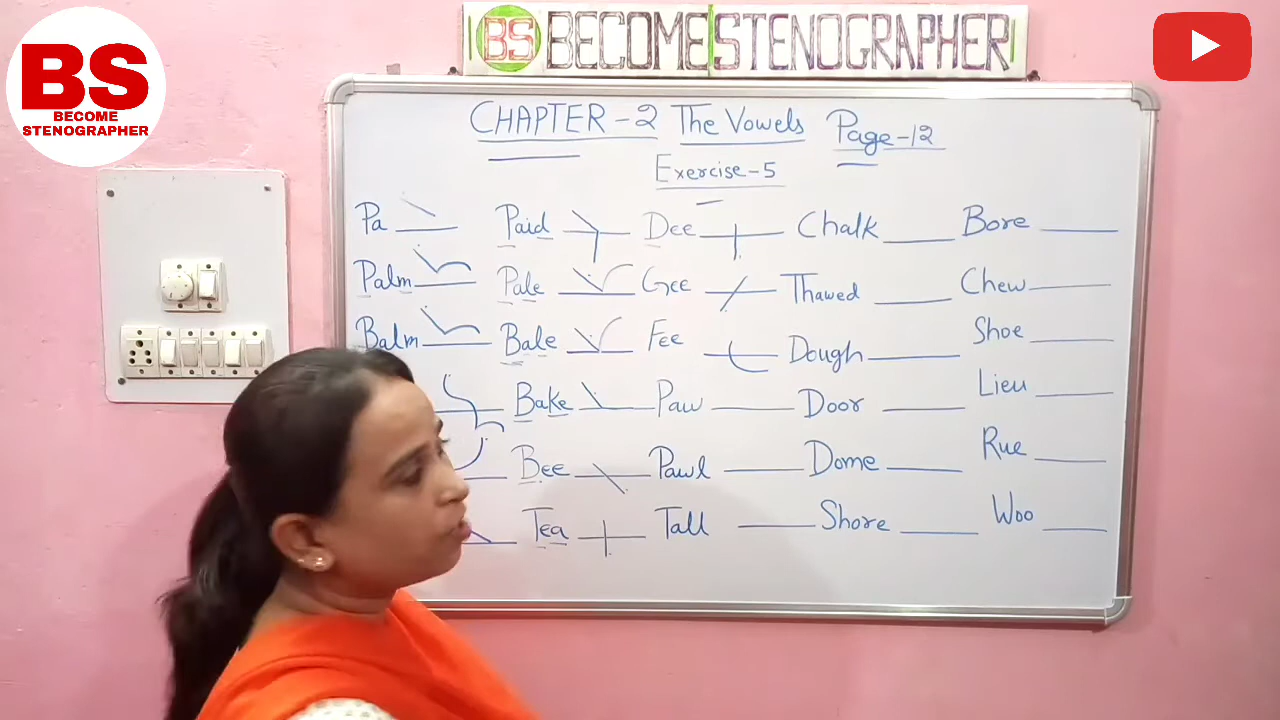 BS
BECOME
STENOGRAPHER
BS BECOME STENOGRAPHER
CHAPTER-2 The Vowels Page-12
Exercise-5
Pa Paid Dee Chalk Bore
Palm Pale Gee Thawed Chew
Balm Bale Fee Dough Shoe
Bake Paw Door Lieu
Bee Pawl Dome Rue
Tea Tall Shore Woo